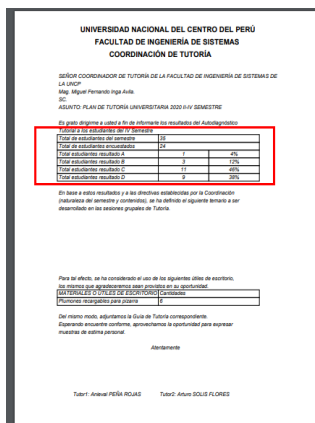 UNIVERSIDAD NACIONAL DEL CENTRO DEL PERÚ
FACULTAD DE INGENIERÍA DE SISTEMAS
COORDINACIÓN DE TUTORÍA
SEÑOR COORDINADOR DE TUTORÍA DE LA FACULTAD DE INGENIERÍA DE SISTEMAS DE
LA UNCP
Mag. Miguel Fernando Inga Avila.
SC.
ASUNTO: PLAN DE TUTORÍA UNIVERSITARIA 2020 II-IV SEMESTRE
Es grato dirigirme a usted a fin de informarle los resultados del Autodiagnóstico
Tutorial a los estudiantes del IV Semestre
Total de estudiantes del semestre 35
Total de estudiantes encuestados 24
Total estudiantes resultado A 1 4%
Total estudiantes resultado B 3 12%
Total estudiantes resultado C 11 46%
Total estudiantes resultado D 9 38%
En base a estos resultados y a las directivas establecidas por la Coordinación
(naturaleza del semestre y contenidos), se ha definido el siguiente temario a ser
desarrollado en las sesiones grupales de Tutoría.
Para tal efecto, se ha considerado el uso de los siguientes útiles de escritorio,
los mismos que agradeceremos sean provistos en su oportunidad.
MATERIALES O ÚTILES DE ESCRITORIO Cantidades
Plumones recargables para pizarra 6
Del mismo modo, adjuntamos la Guía de Tutoría correspondiente.
Esperando encuentre conforme, aprovechamos la oportunidad para expresar
muestras de estima personal.
Atentamente
Tutor1: Anieval PEÑA ROJAS Tutor2: Arturo SOLIS FLORES